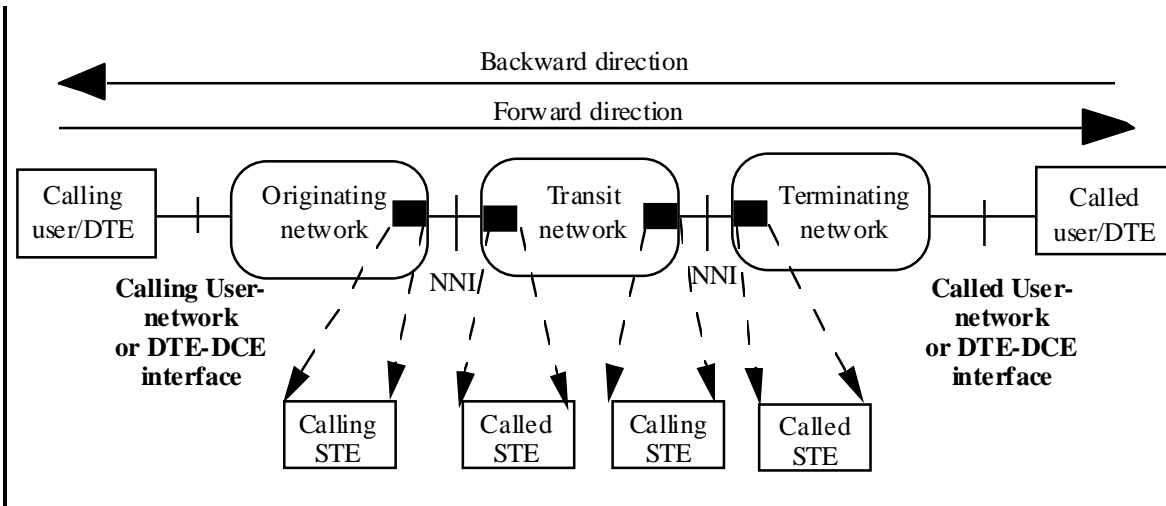 Backward direction
Forward direction
Calling
user/DTE
Originating
network
Transit
network
Terminating
network
Called
user/DTE
NNI
NNI
Calling User-
network
or DTE-DCE
interface
Called User-
network
or DTE-DCE
interface
Calling
STE
Called
STE
Calling
STE
Called
STE